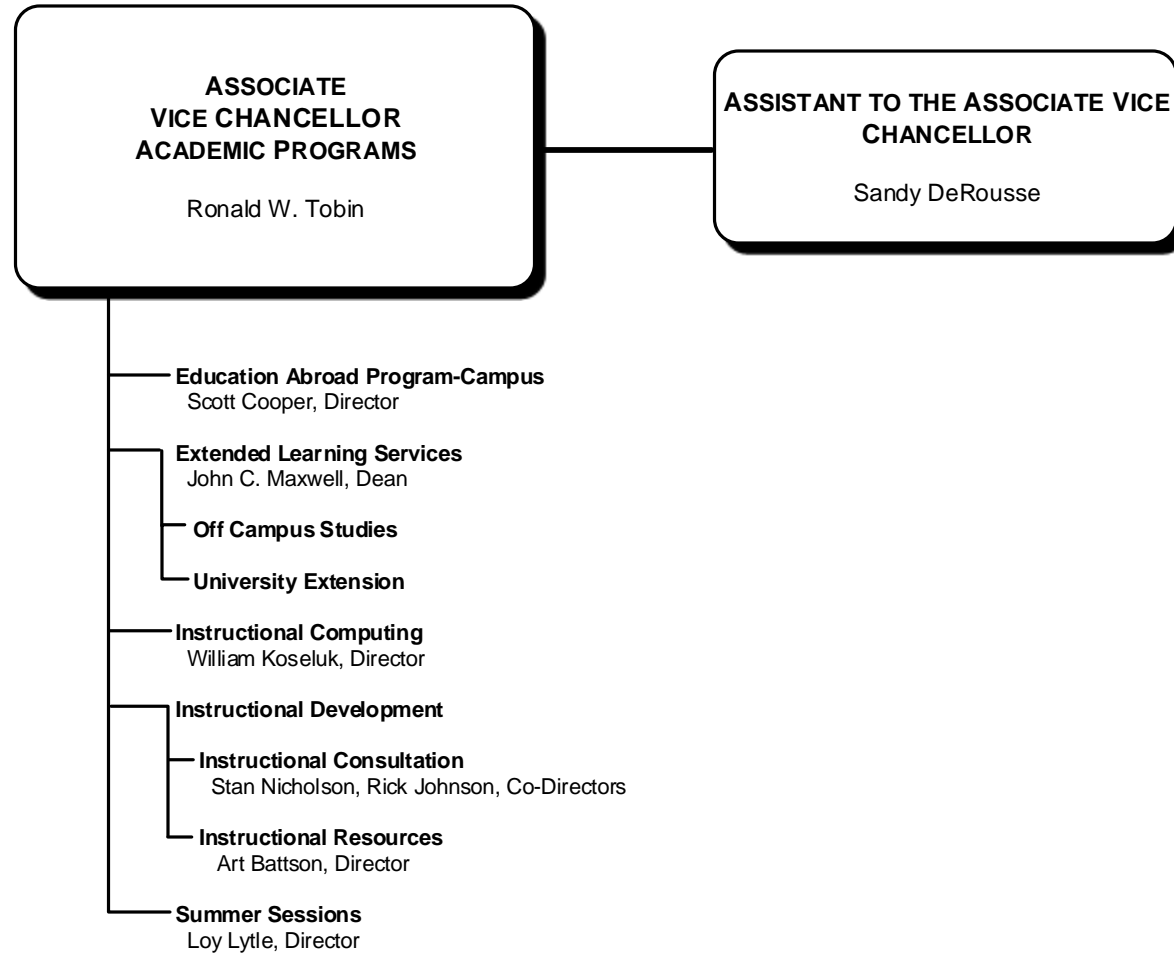 ASSOCIATE
VICE CHANCELLOR
ACADEMIC PROGRAMS
Ronald W. Tobin
ASSISTANT TO THE ASSOCIATE VICE
CHANCELLOR
Sandy DeRousse
Education Abroad Program-Campus
Scott Cooper, Director
Extended Learning Services
John C. Maxwell, Dean
Off Campus Studies
University Extension
Instructional Computing
William Koseluk, Director
Instructional Development
Instructional Consultation
Stan Nicholson, Rick Johnson, Co-Directors
Instructional Resources
Art Battson, Director
Summer Sessions
Loy Lytle, Director